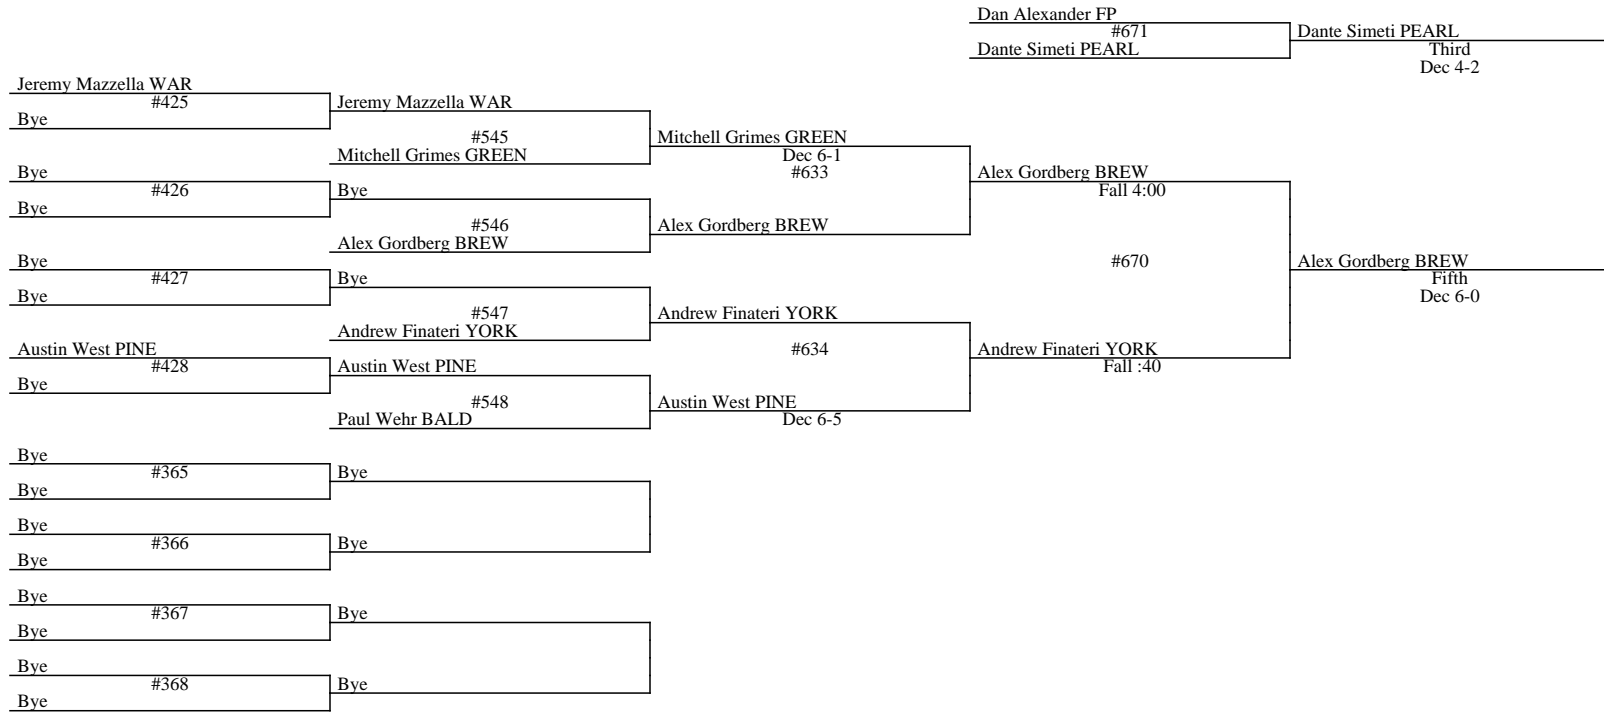 Dan Alexander FP
#671
Dante Simeti PEARL
Dante Simeti PEARL
Third
Dec 4-2
Jeremy Mazzella WAR
#425
Bye
Bye
#426
Bye
Bye
#427
Bye
Austin West PINE
#428
Bye
Bye
#365
Bye
Bye
#366
Bye
Bye
#367
Bye
Bye
#368
Bye
Jeremy Mazzella WAR
#545
Mitchell Grimes GREEN
Bye
#546
Alex Gordberg BREW
Bye
#547
Andrew Finateri YORK
Austin West PINE
#548
Paul Wehr BALD
Bye
Bye
Bye
Bye
Mitchell Grimes GREEN
Dec 6-1
#633
Alex Gordberg BREW
Andrew Finateri YORK
#634
Austin West PINE
Dec 6-5
Alex Gordberg BREW
Fall 4:00
#670
Andrew Finateri YORK
Fall :40
Alex Gordberg BREW
Fifth
Dec 6-0